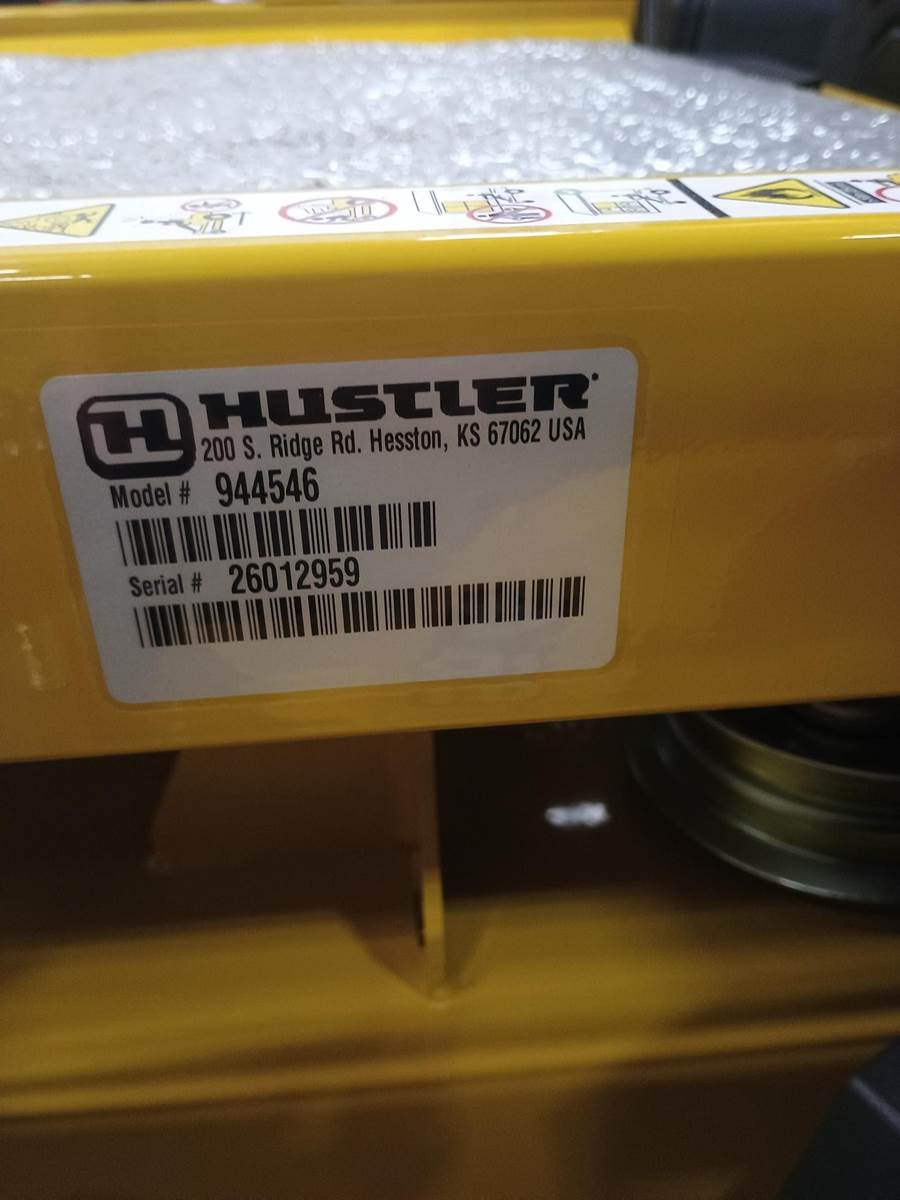 HUSTLER
200 S. Ridge Rd. Hesston, KS 67062 USA
Model # 944546
Serial # 26012959